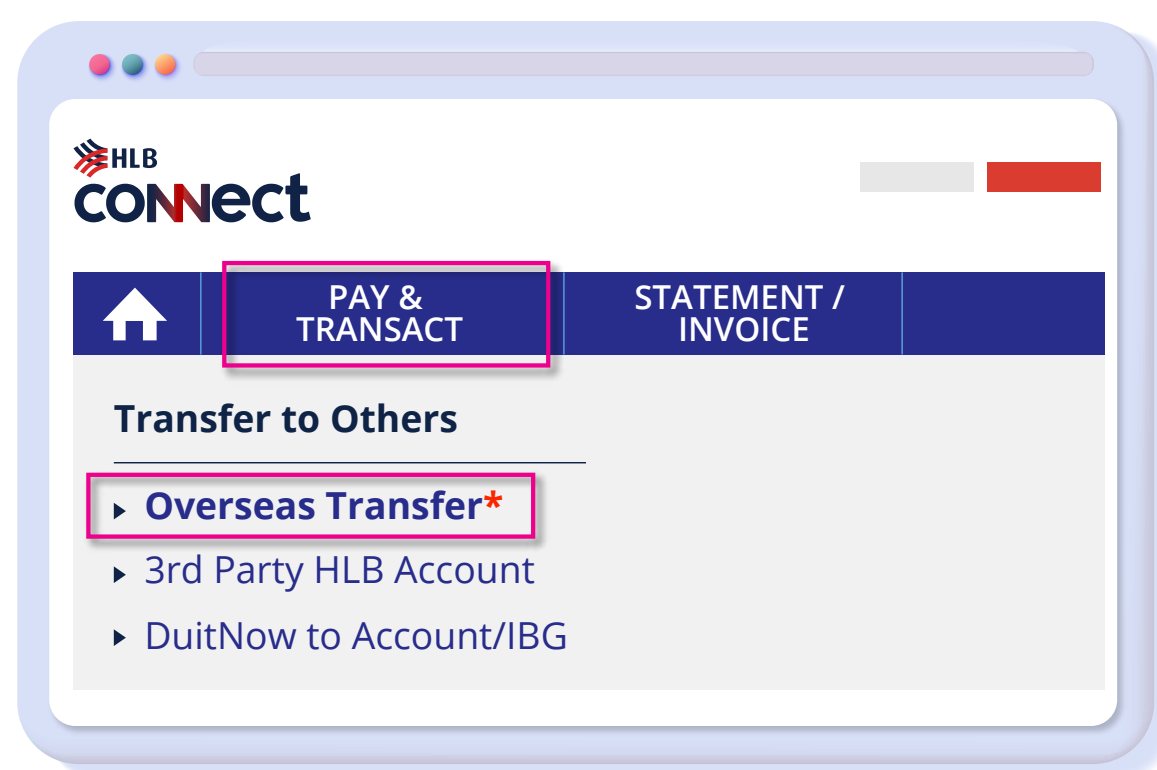 HLB
CONNect
PAY &
TRANSACT
STATEMENT /
INVOICE
Transfer to Others
Overseas Transfer*
3rd Party HLB Account
DuitNow to Account/IBG